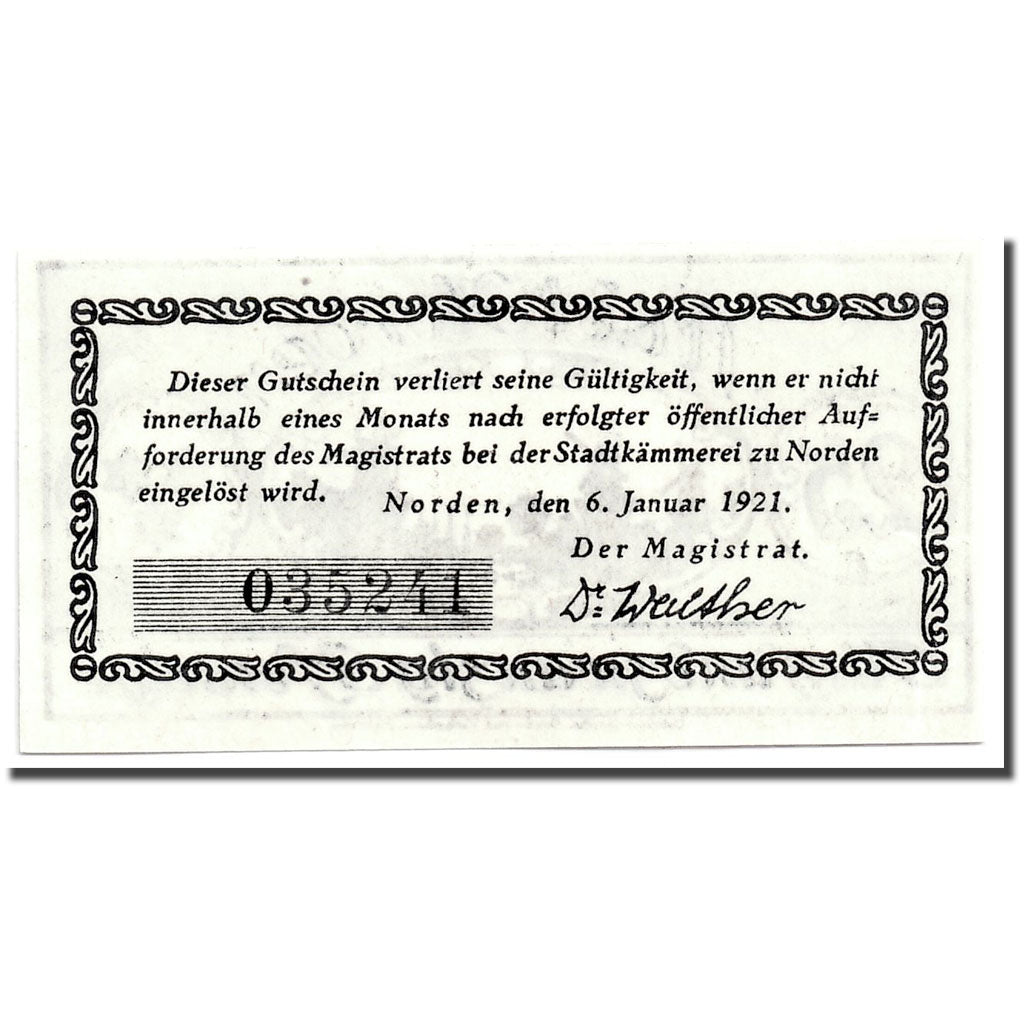 Dieser Gutschein verliert seine Gültigkeit, wenn er nicht
innerhalb eines Monats nach erfolgter öffentlicher Auf=
forderung des Magistrats bei der Stadtkämmerei zu Norden
eingelöst wird.
Norden, den 6. Januar 1921.
Der Magistrat.
035241
Dr. Walther